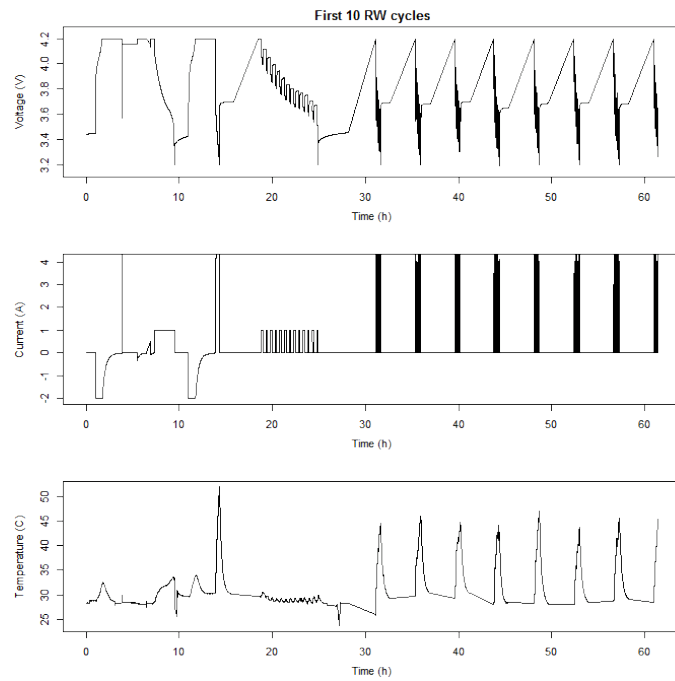 First 10 RW cycles
Voltage (V)
4.2
4.0
3.8
3.6
3.4
3.2
0 10 20 30 40 50 60
Time (h)
Current (A)
4
3
2
1
0
-1
-2
0 10 20 30 40 50 60
Time (h)
Temperature (C)
50
45
40
35
30
25
0 10 20 30 40 50 60
Time (h)